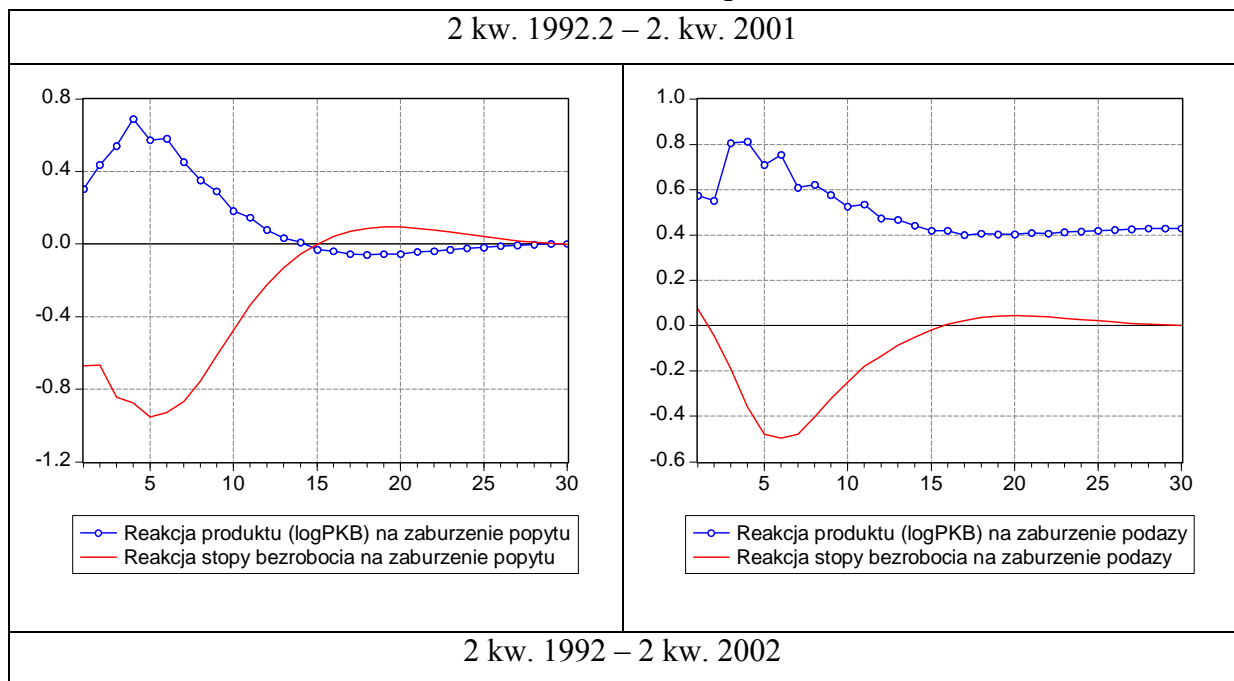 2 kw. 1992.2 – 2. kw. 2001
0.8
0.4
0.0
-0.4
-0.8
-1.2
5 10 15 20 25 30
Reakcja produktu (logPKB) na zaburzenie popytu
Reakcja stopy bezrobocia na zaburzenie popytu
1.0
0.8
0.6
0.4
0.2
0.0
-0.2
-0.4
-0.6
5 10 15 20 25 30
Reakcja produktu (logPKB) na zaburzenie podazy
Reakcja stopy bezrobocia na zaburzenie podazy
2 kw. 1992 – 2 kw. 2002